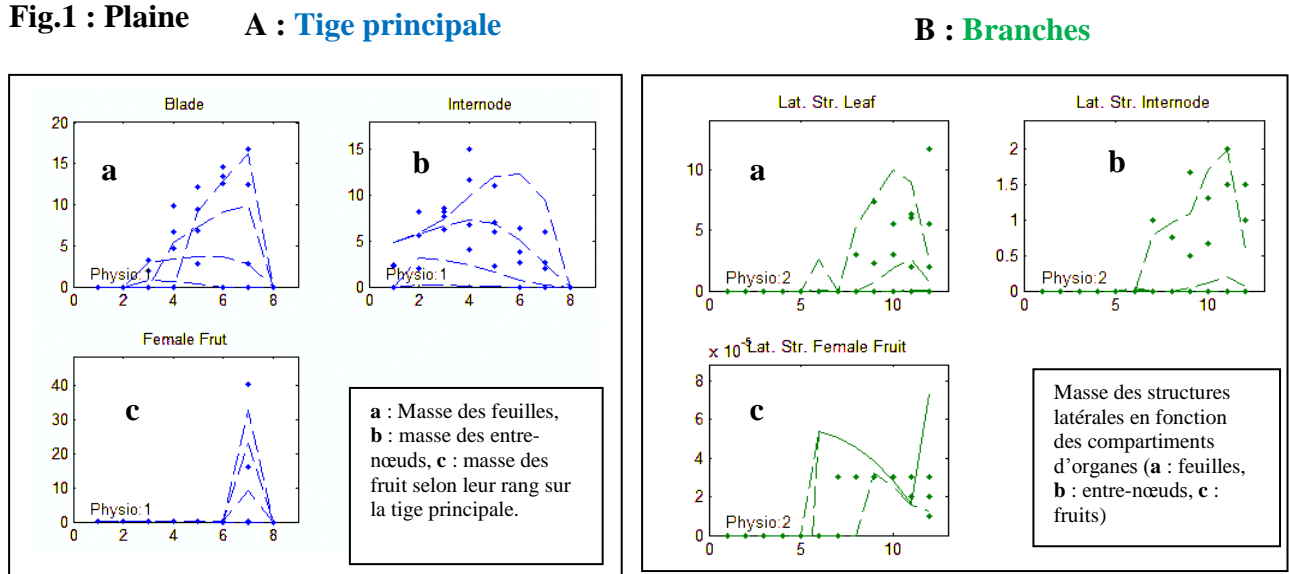 Fig.1 : Plaine
A : Tige principale
B : Branches
Blade
20
15
10
5
0
a
Physio:1
2 4 6 8
Internode
15
10
5
0
b
Physio:1
0 2 4 6 8
Female Frut
40
30
20
10
0
c
Physio:1
0 2 4 6 8
a : Masse des feuilles,
b : masse des entre-
nœuds, c : masse des
fruit selon leur rang sur
la tige principale.
Lat. Str. Leaf
10
5
0
a
Physio:2
0 5 10
Lat. Str. Internode
2
1.5
1
0.5
0
b
Physio:2
0 5 10
x 10-5
Lat. Str. Female Fruit
8
6
4
2
0
c
Physio:2
0 5 10
Masse des structures
latérales en fonction
des compartiments
d'organes (a : feuilles,
b : entre-nœuds, c :
fruits)